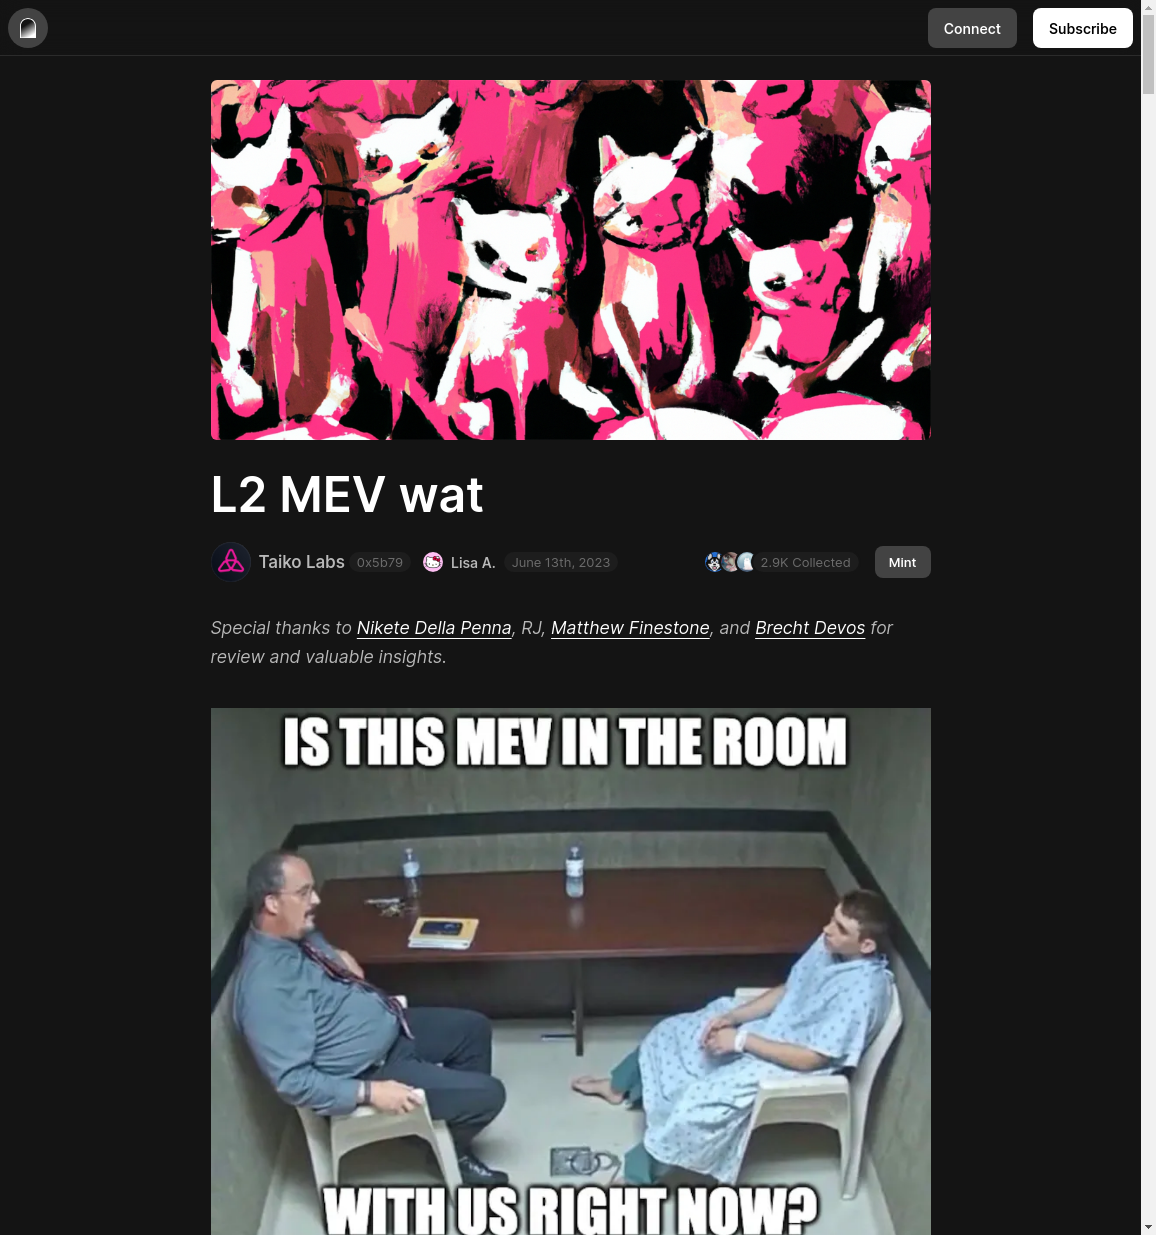 Connect Subscribe
L2 MEV wat
Taiko Labs 0x5b79 Lisa A. June 13th, 2023 2.9K Collected Mint
Special thanks to Nikete Della Penna, RJ, Matthew Finestone, and Brecht Devos for
review and valuable insights.
IS THIS MEV IN THE ROOM
WITH US RIGHT NOW?